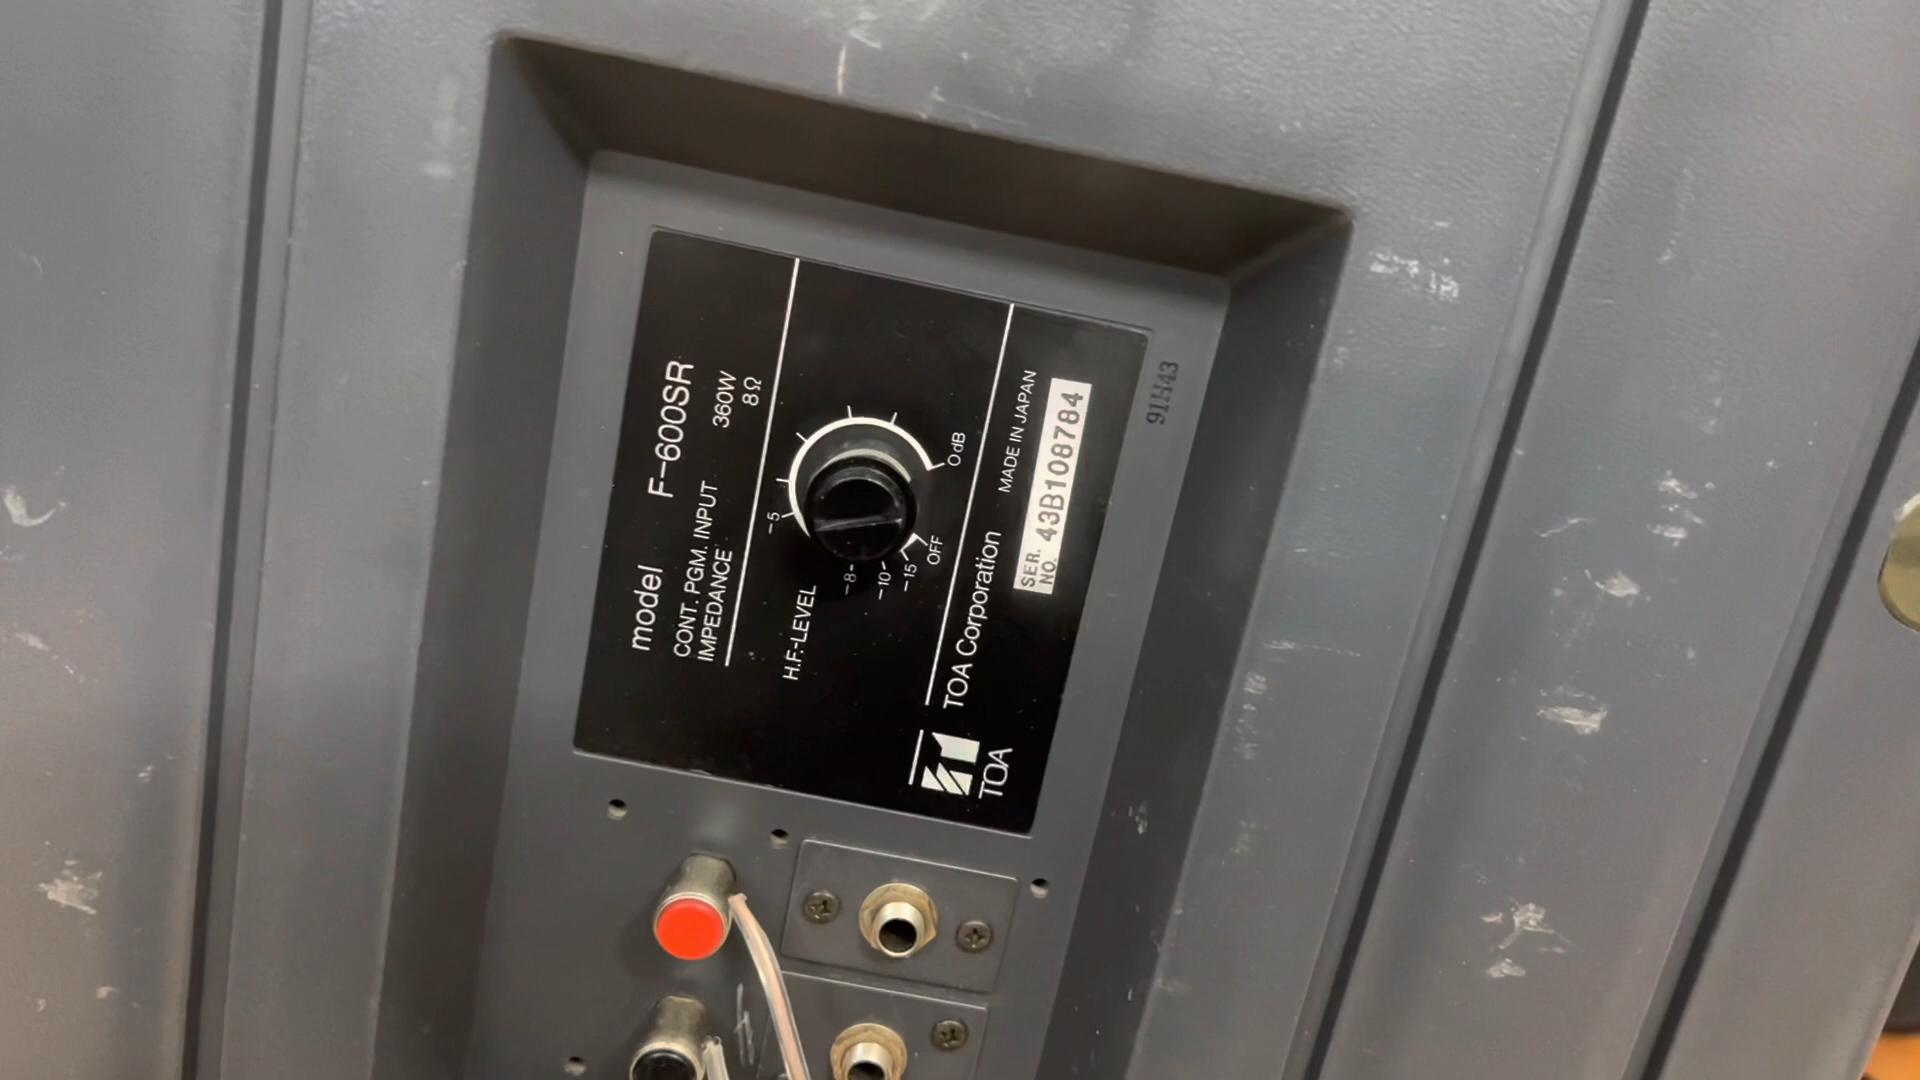 model F-600SR
CONT. PGM. INPUT 360W
IMPEDANCE 8Ω
H.F.-LEVEL
-5
0dB
-8
-10
-15
OFF
TOA Corporation MADE IN JAPAN
TOA
SER. NO. 43B108784
91H43